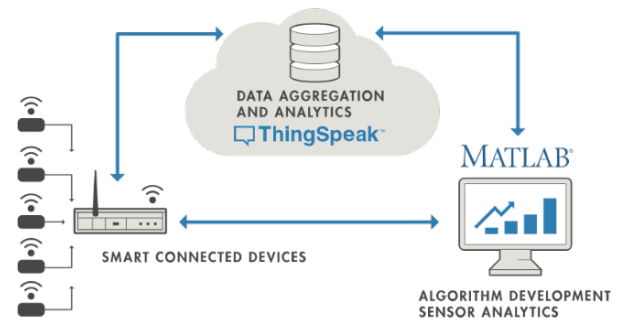 DATA AGGREGATION
AND ANALYTICS
ThingSpeak™
MATLAB®
SMART CONNECTED DEVICES
ALGORITHM DEVELOPMENT
SENSOR ANALYTICS